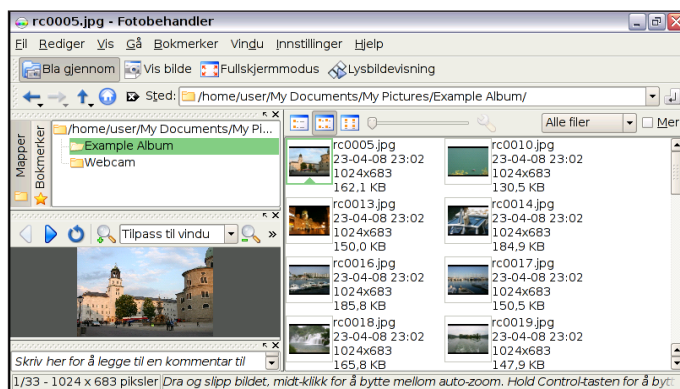 rc0005.jpg - Fotobehandler
Fil Rediger Vis Gå Bokmerker Vindu Innstillinger Hjelp
Bla gjennom Vis bilde Fullskjermmodus Lysbildevisning
Sted: /home/user/My Documents/My Pictures/Example Album/
Mapper
Bokmerker
/home/user/My Documents/My Pi...
Example Album
Webcam
Tilpass til vindu »
Skriv her for å legge til en kommentar til
Alle filer Mer
rc0005.jpg
23-04-08 23:02
1024x683
162,1 KB
rc0010.jpg
23-04-08 23:02
1024x683
130,5 KB
rc0013.jpg
23-04-08 23:02
1024x683
150,0 KB
rc0014.jpg
23-04-08 23:02
1024x683
184,9 KB
rc0016.jpg
23-04-08 23:02
1024x683
185,8 KB
rc0017.jpg
23-04-08 23:02
1024x683
150,5 KB
rc0018.jpg
23-04-08 23:02
1024x683
165,8 KB
rc0019.jpg
23-04-08 23:02
1024x683
147,9 KB
1/33 - 1024 x 683 piksler Dra og slipp bildet, midt-klikk for å bytte mellom auto-zoom. Hold Control-tasten for å byt